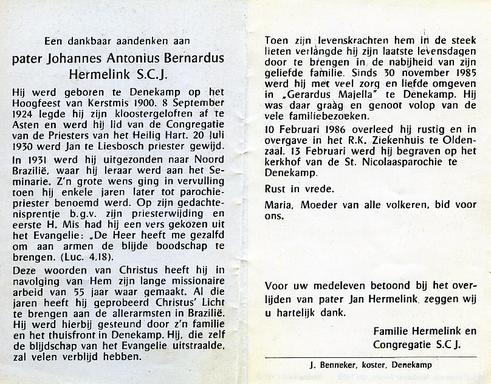 Een dankbaar aandenken aan
pater Johannes Antonius Bernardus
Hermelink S.C.J.
Hij werd geboren te Denekamp op het
Hoogfeest van Kerstmis 1900. 8 September
1924 legde hij zijn kloostergeloften af te
Asten en werd hij lid van de Congregatie
van de Priesters van het Heilig Hart. 20 Juli
1930 werd Jan te Liesbosch priester gewijd.
In 1931 werd hij uitgezonden naar Noord
Brazilië, waar hij leraar werd aan het Se-
minarie. Z'n grote wens ging in vervulling
toen hij enkele jaren later tot parochie-
priester benoemd werd. Op zijn gedachte-
nisprentje b.g.v. zijn priesterwijding en
eerste H. Mis had hij een vers gekozen uit
het Evangelie: „De Heer heeft me gezalfd
om aan armen de blijde boodschap te
brengen. (Luc. 4.18).
Deze woorden van Christus heeft hij in
navolging van Hem zijn lange missionaire
arbeid van 55 jaar waar gemaakt. Al die
jaren heeft hij geprobeerd Christus' Licht
te brengen aan de allerarmsten in Brazilië.
Hij werd hierbij gesteund door z'n familie
en het thuisfront in Denekamp. Hij, die zelf
de blijdschap van het Evangelie uitstraalde,
zal velen verblijd hebben.
Toen zijn levenskrachten hem in de steek
lieten verlangde hij zijn laatste levensdagen
door te brengen in de nabijheid van zijn
geliefde familie. Sinds 30 november 1985
werd hij met veel zorg en liefde omgeven
in „Gerardus Majella" te Denekamp. Hij
was daar graag en genoot volop van de
vele familiebezoeken.
10 Februari 1986 overleed hij rustig en in
overgave in het R.K. Ziekenhuis te Olden-
zaal. 13 Februari werd hij begraven op het
kerkhof van de St. Nicolaasparochie te
Denekamp.
Rust in vrede.
Maria, Moeder van alle volkeren, bid voor
ons.
Voor uw medeleven betoond bij het over-
lijden van pater Jan Hermelink, zeggen wij
u hartelijk dank.
Familie Hermelink en
Congregatie S.C.J.
J. Benneker, koster, Denekamp